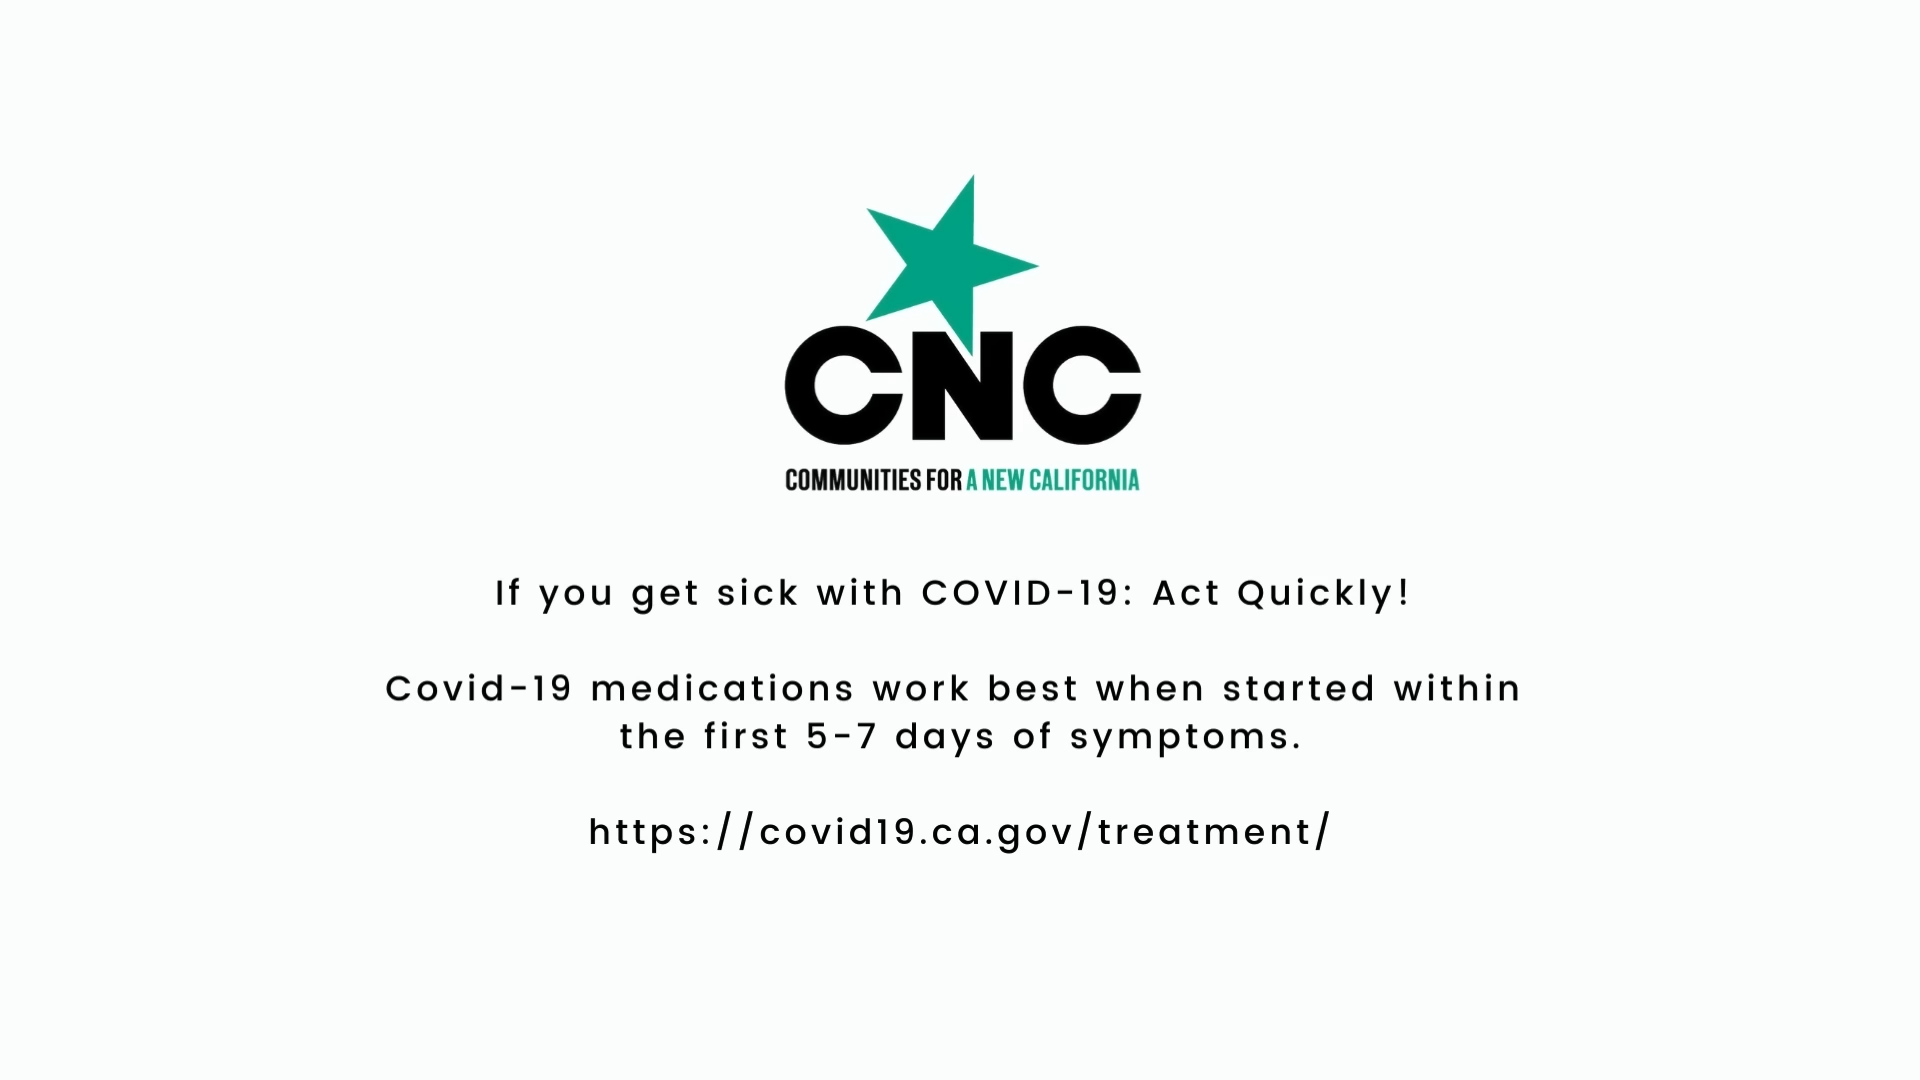 CNC
COMMUNITIES FOR A NEW CALIFORNIA
If you get sick with COVID-19: Act Quickly!
Covid-19 medications work best when started within
the first 5-7 days of symptoms.
https://covid19.ca.gov/treatment/